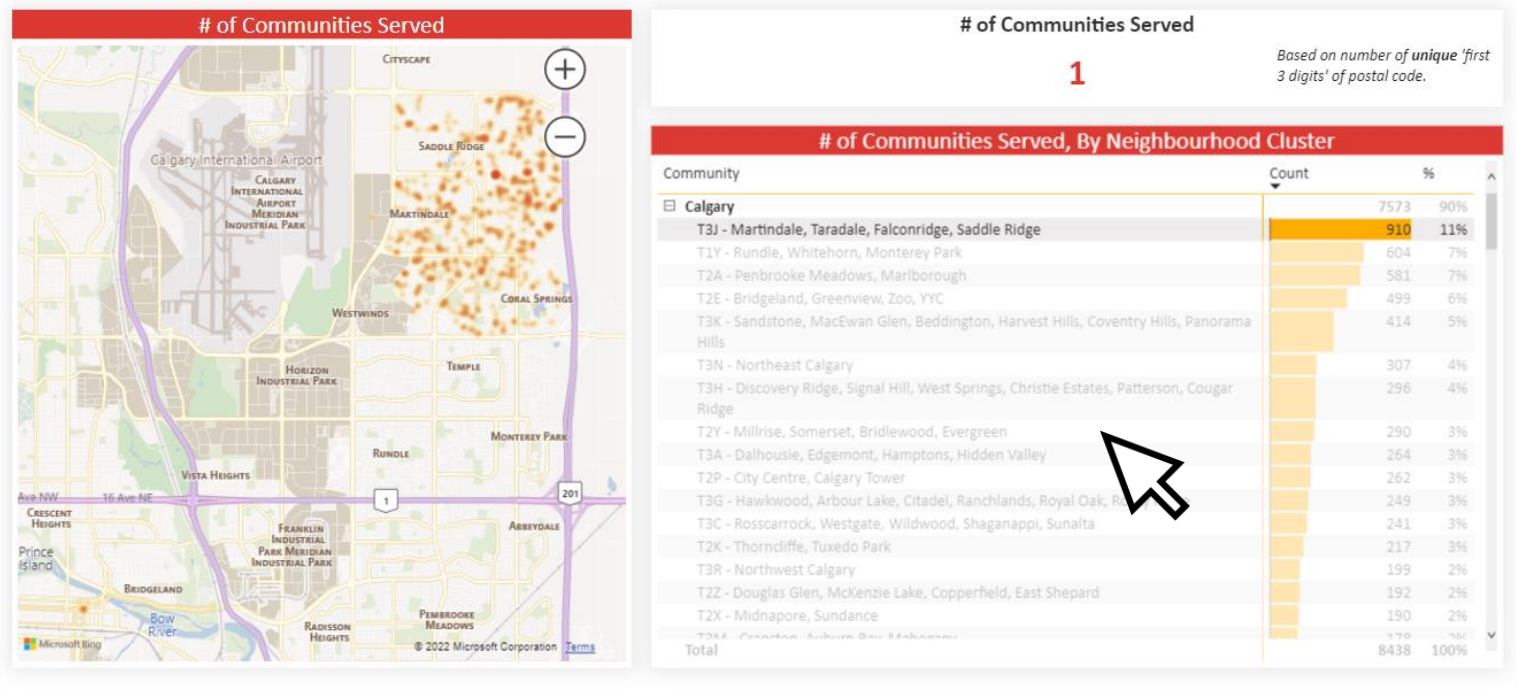 # of Communities Served
CITYSCAPE
SADDLE RIDGE
Calgary International Airport
CALGARY
INTERNATIONAL
AIRPORT
MERIDIAN
INDUSTRIAL PARK
MARTINDALE
CORAL SPRINGS
WESTWINDS
HORIZON
INDUSTRIAL PARK
TEMPLE
MONTEREY PARK
RUNDLE
VISTA HEIGHTS
Ave NW
16 Ave NE
1
201
CRESCENT
HEIGHTS
FRANKLIN
INDUSTRIAL
PARK MERIDIAN
INDUSTRIAL PARK
ABBEYDALE
Prince
Island
BRIDGELAND
Bow
River
RADISSON
HEIGHTS
PEMBROOKE
MEADOWS
Microsoft Bing
© 2022 Microsoft Corporation Terms
# of Communities Served
1
Based on number of unique 'first
3 digits' of postal code.
# of Communities Served, By Neighbourhood Cluster
Community Count %
Calgary 7573 90%
T3J - Martindale, Taradale, Falconridge, Saddle Ridge 910 11%
T1Y - Rundle, Whitehorn, Monterey Park 604 7%
T2A - Penbrooke Meadows, Marlborough 581 7%
T2E - Bridgeland, Greenview, Zoo, YYC 499 6%
T3K - Sandstone, MacEwan Glen, Beddington, Harvest Hills, Coventry Hills, Panorama 414 5%
Hills
T3N - Northeast Calgary 307 4%
T3H - Discovery Ridge, Signal Hill, West Springs, Christie Estates, Patterson, Cougar 296 4%
Ridge
T2Y - Millrise, Somerset, Bridlewood, Evergreen 290 3%
T3A - Dalhousie, Edgemont, Hamptons, Hidden Valley 264 3%
T2P - City Centre, Calgary Tower 262 3%
T3G - Hawkwood, Arbour Lake, Citadel, Ranchlands, Royal Oak, 249 3%
T3C - Rosscarrock, Westgate, Wildwood, Shaganappi, Sunalta 241 3%
T2K - Thorncliffe, Tuxedo Park 217 3%
T3R - Northwest Calgary 199 2%
T2Z - Douglas Glen, McKenzie Lake, Copperfield, East Shepard 192 2%
T2X - Midnapore, Sundance 190 2%
T3M - Cranston, Auburn Bay, Mahogany 178 2%
Total 8438 100%